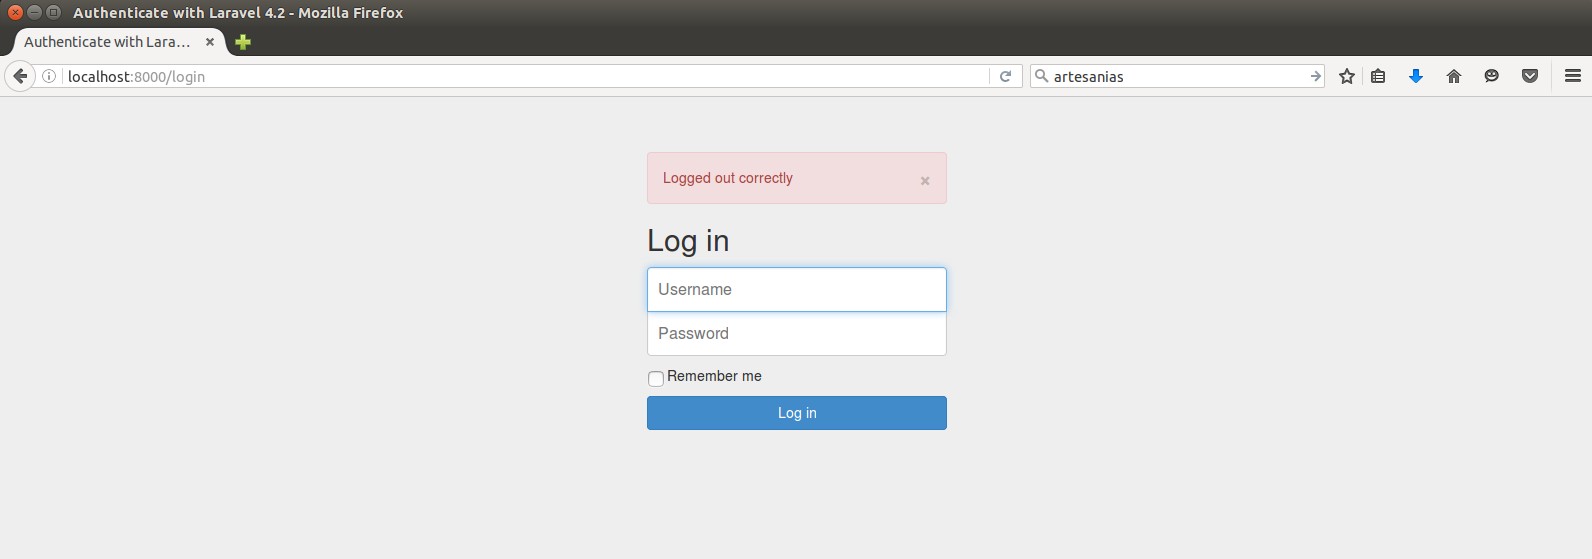 Authenticate with Laravel 4.2 - Mozilla Firefox
Authenticate with Lara...
localhost:8000/login
artesanias
Logged out correctly
Log in
Username
Password
Remember me
Log in